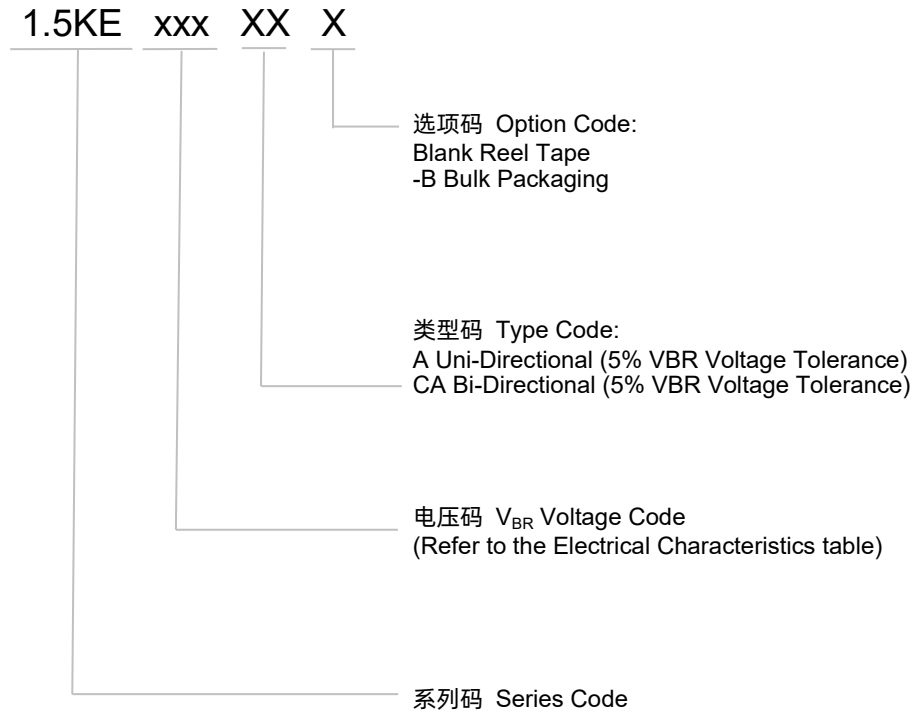 1.5KE xxx XX X
选项码 Option Code:
Blank Reel Tape
-B Bulk Packaging
类型码 Type Code:
A Uni-Directional (5% VBR Voltage Tolerance)
CA Bi-Directional (5% VBR Voltage Tolerance)
电压码 VBR Voltage Code
(Refer to the Electrical Characteristics table)
系列码 Series Code